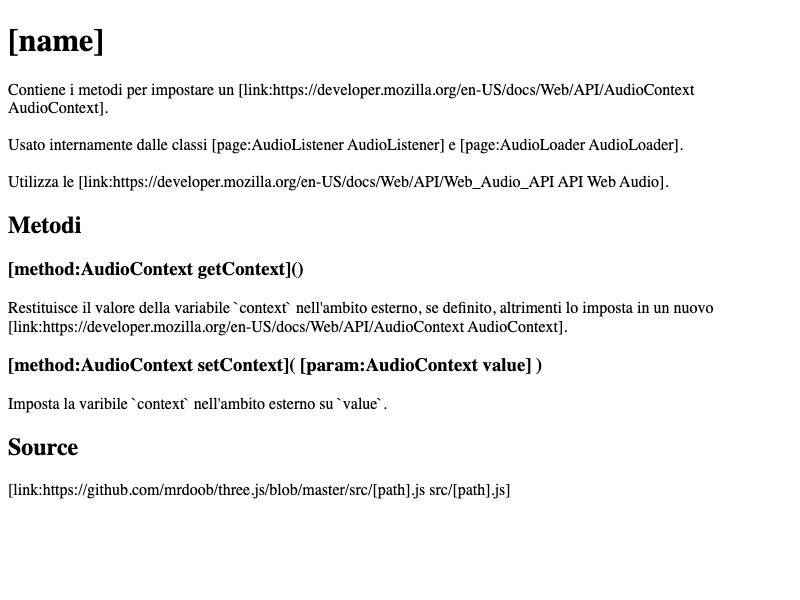 [name]
Contiene i metodi per impostare un [link:https://developer.mozilla.org/en-US/docs/Web/API/AudioContext
AudioContext].
Usato internamente dalle classi [page:AudioListener AudioListener] e [page:AudioLoader AudioLoader].
Utilizza le [link:https://developer.mozilla.org/en-US/docs/Web/API/Web_Audio_API API Web Audio].
Metodi
[method:AudioContext getContext]()
Restituisce il valore della variabile `context` nell'ambito esterno, se definito, altrimenti lo imposta in un nuovo
[link:https://developer.mozilla.org/en-US/docs/Web/API/AudioContext AudioContext].
[method:AudioContext setContext]( [param:AudioContext value] )
Imposta la varibile `context` nell'ambito esterno su `value`.
Source
[link:https://github.com/mrdoob/three.js/blob/master/src/[path].js src/[path].js]